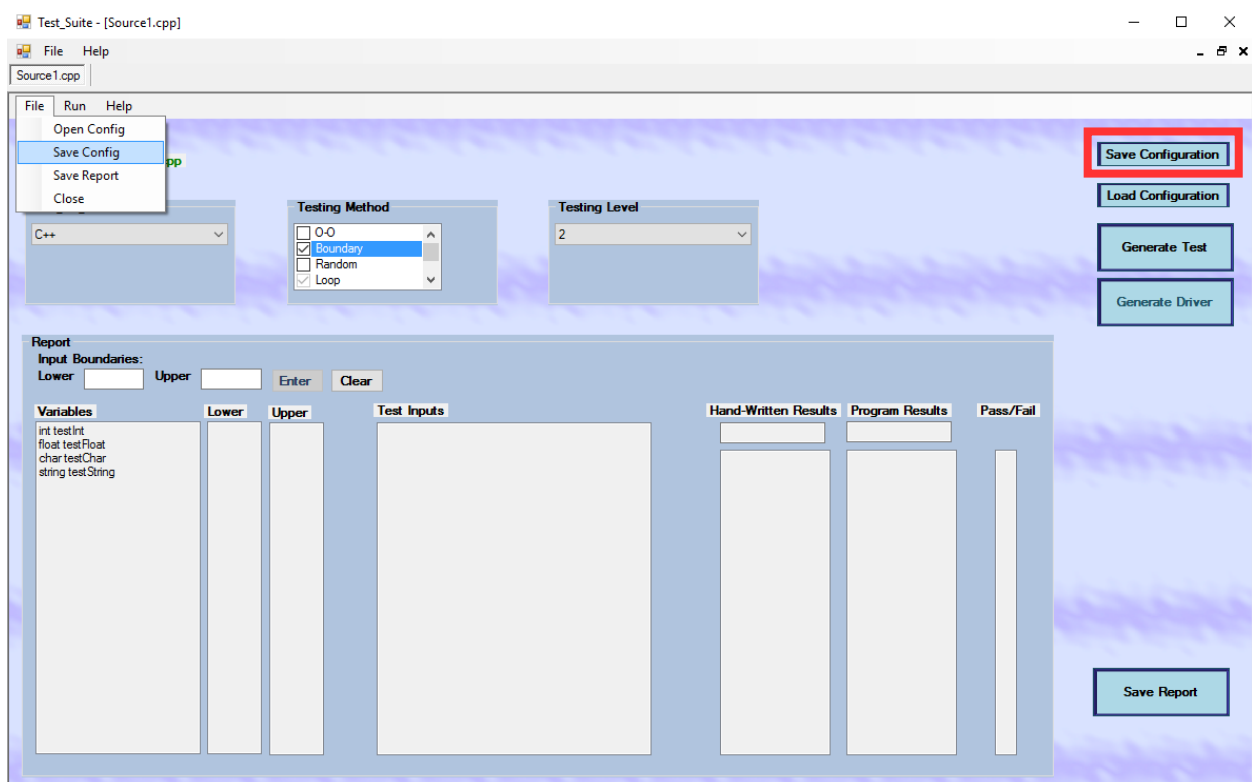 Test_Suite - [Source1.cpp]
File Help
Source1.cpp
File Run Help
Open Config
Save Config
Save Report
Close
pp
Save Configuration
Load Configuration
Generate Test
Generate Driver
Testing Method
O-O
Boundary
Random
Loop
Testing Level
2
C++
Report
Input Boundaries:
Lower Upper Enter Clear
Variables Lower Upper Test Inputs Hand-Written Results Program Results Pass/Fail
int testInt
float testFloat
char testChar
string testString
Save Report